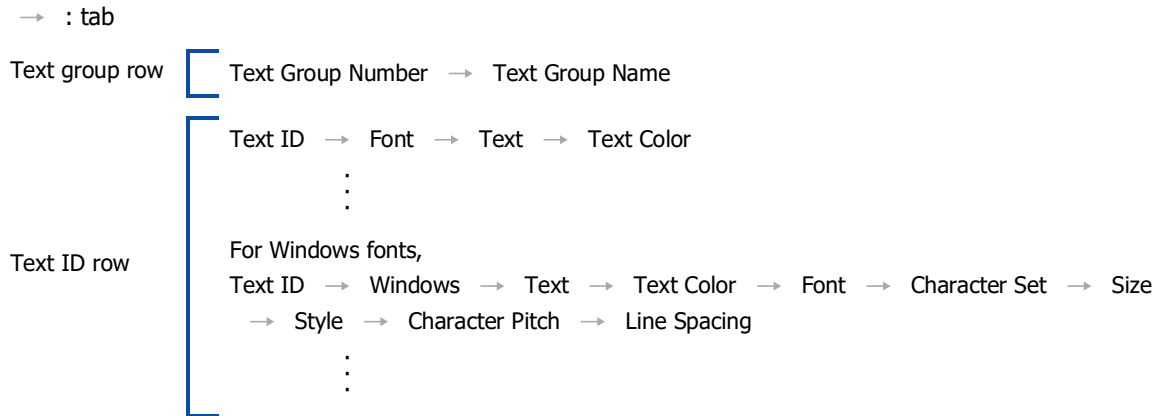 → : tab
Text group row
Text Group Number → Text Group Name
Text ID → Font → Text → Text Color
Text ID row
For Windows fonts,
Text ID → Windows → Text → Text Color → Font → Character Set → Size
→ Style → Character Pitch → Line Spacing